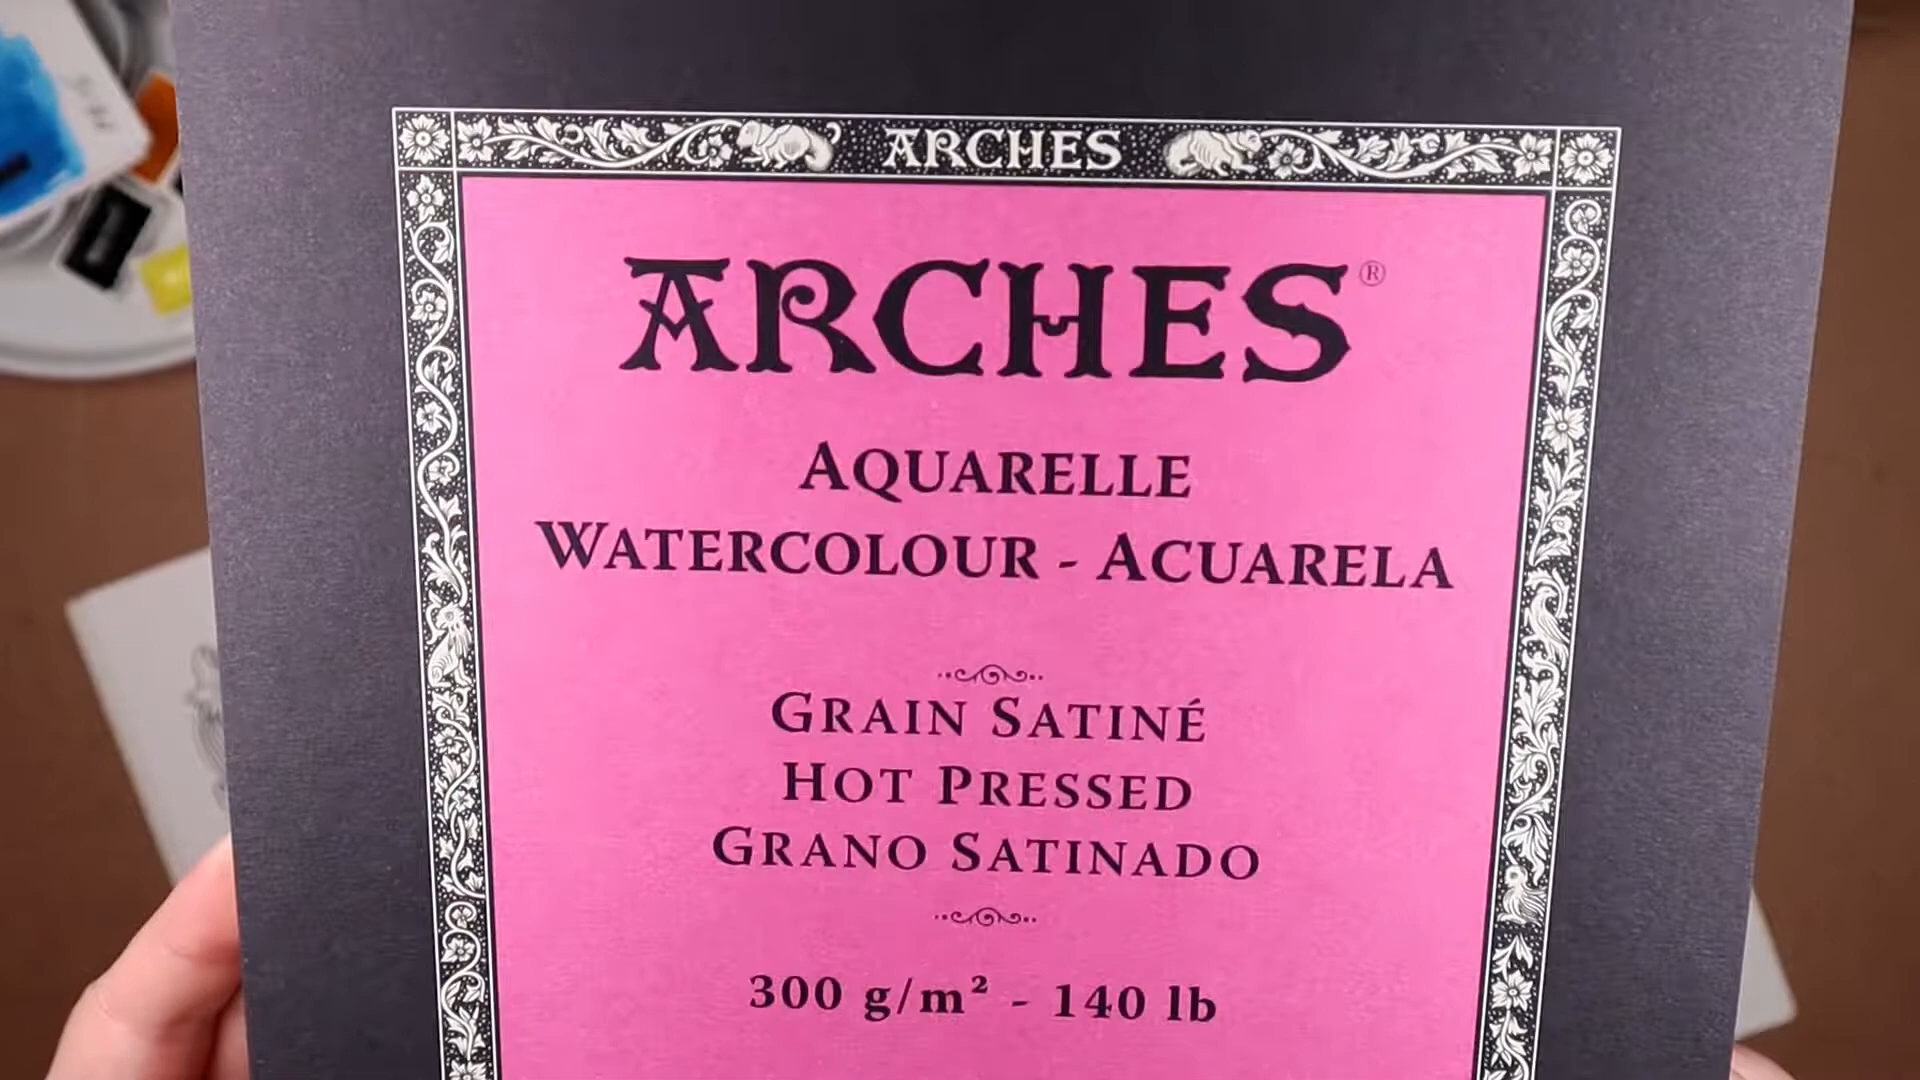 ARCHES
ARCHES®
AQUARELLE
WATERCOLOUR - ACUARELA
GRAIN SATINÉ
HOT PRESSED
GRANO SATINADO
300 g/m² - 140 lb